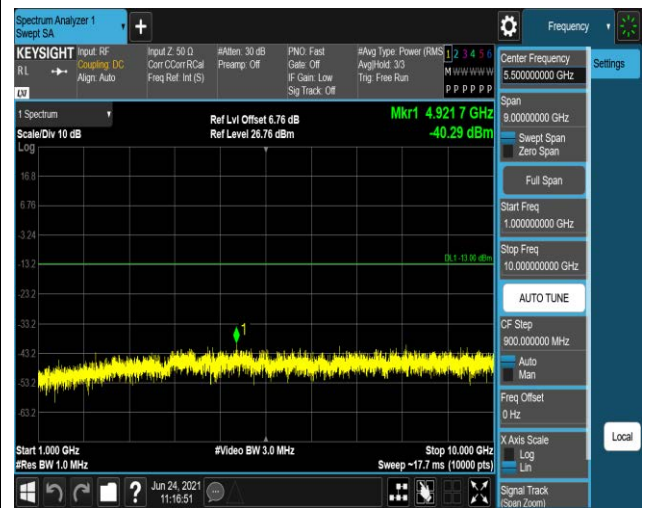 Spectrum Analyzer 1
Swept SA
+
Frequency
KEYSIGHT
RL
LXI
Input: RF
Coupling: DC
Align: Auto
Input Z: 50 Ω
Corr CCorr RCal
Freq Ref: Int (S)
#Atten: 30 dB
Preamp: Off
PNO: Fast
Gate: Off
IF Gain: Low
Sig Track: Off
#Avg Type: Power (RMS
Avg|Hold: 3/3
Trig: Free Run
1 2 3 4 5 6
M W W W W W
P P P P P P
1 Spectrum
Scale/Div 10 dB
Log
Ref Lvl Offset 6.76 dB
Ref Level 26.76 dBm
Mkr1 4.921 7 GHz
-40.29 dBm
16.8
6.76
-3.24
-13.2
-23.2
-33.2
-43.2
-53.2
-63.2
DL1 -13.00 dBm
1
Start 1.000 GHz
#Res BW 1.0 MHz
#Video BW 3.0 MHz
Stop 10.000 GHz
Sweep ~17.7 ms (10000 pts)
?
Jun 24, 2021
11:16:51
Center Frequency
5.500000000 GHz
Span
9.00000000 GHz
Swept Span
Zero Span
Full Span
Start Freq
1.000000000 GHz
Stop Freq
10.000000000 GHz
AUTO TUNE
CF Step
900.000000 MHz
Auto
Man
Freq Offset
0 Hz
X Axis Scale
Log
Lin
Signal Track
(Span Zoom)
Settings
Local